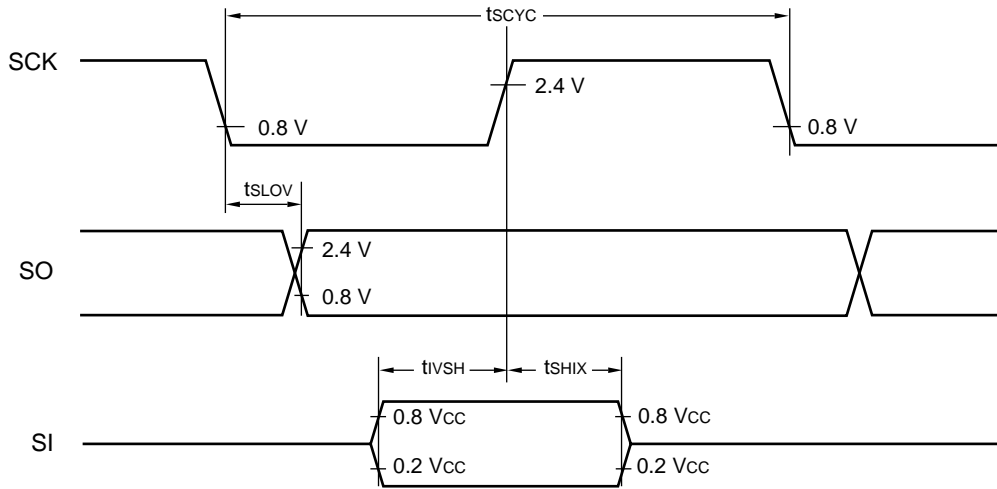 tSCYC
SCK
2.4 V
0.8 V
0.8 V
tSLOV
SO
2.4 V
0.8 V
tIVSH
tSHIX
SI
0.8 VCC
0.8 VCC
0.2 VCC
0.2 VCC